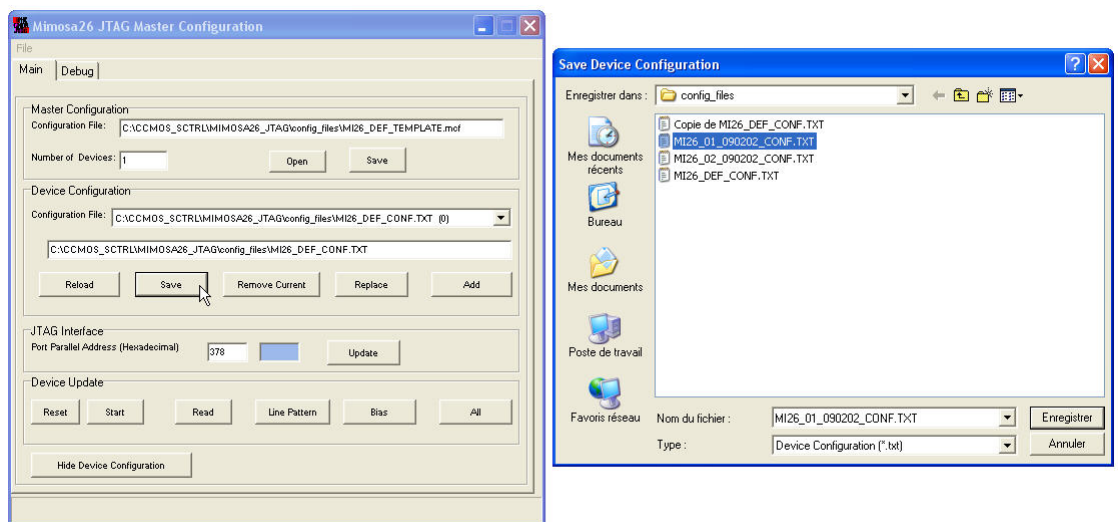 Mimosa26 JTAG Master Configuration
File
Main Debug
Master Configuration
Configuration File: C:\CCMOS_SCTRL\MIMOSA26_JTAG\config_files\MI26_DEF_TEMPLATE.mcf
Number of Devices: 1 Open Save
Device Configuration
Configuration File: C:\CCMOS_SCTRL\MIMOSA26_JTAG\config_files\MI26_DEF_CONF.TXT (0)
C:\CCMOS_SCTRL\MIMOSA26_JTAG\config_files\MI26_DEF_CONF.TXT
Reload Save Remove Current Replace Add
JTAG Interface
Port Parallel Address (Hexadecimal) 378 Update
Device Update
Reset Start Read Line Pattern Bias All
Hide Device Configuration
Save Device Configuration
Enregistrer dans : config_files
Mes documents
récents
Bureau
Mes documents
Poste de travail
Favoris réseau
Copie de MI26_DEF_CONF.TXT
MI26_01_090202_CONF.TXT
MI26_02_090202_CONF.TXT
MI26_DEF_CONF.TXT
Nom du fichier : MI26_01_090202_CONF.TXT Enregistrer
Type : Device Configuration (*.txt) Annuler